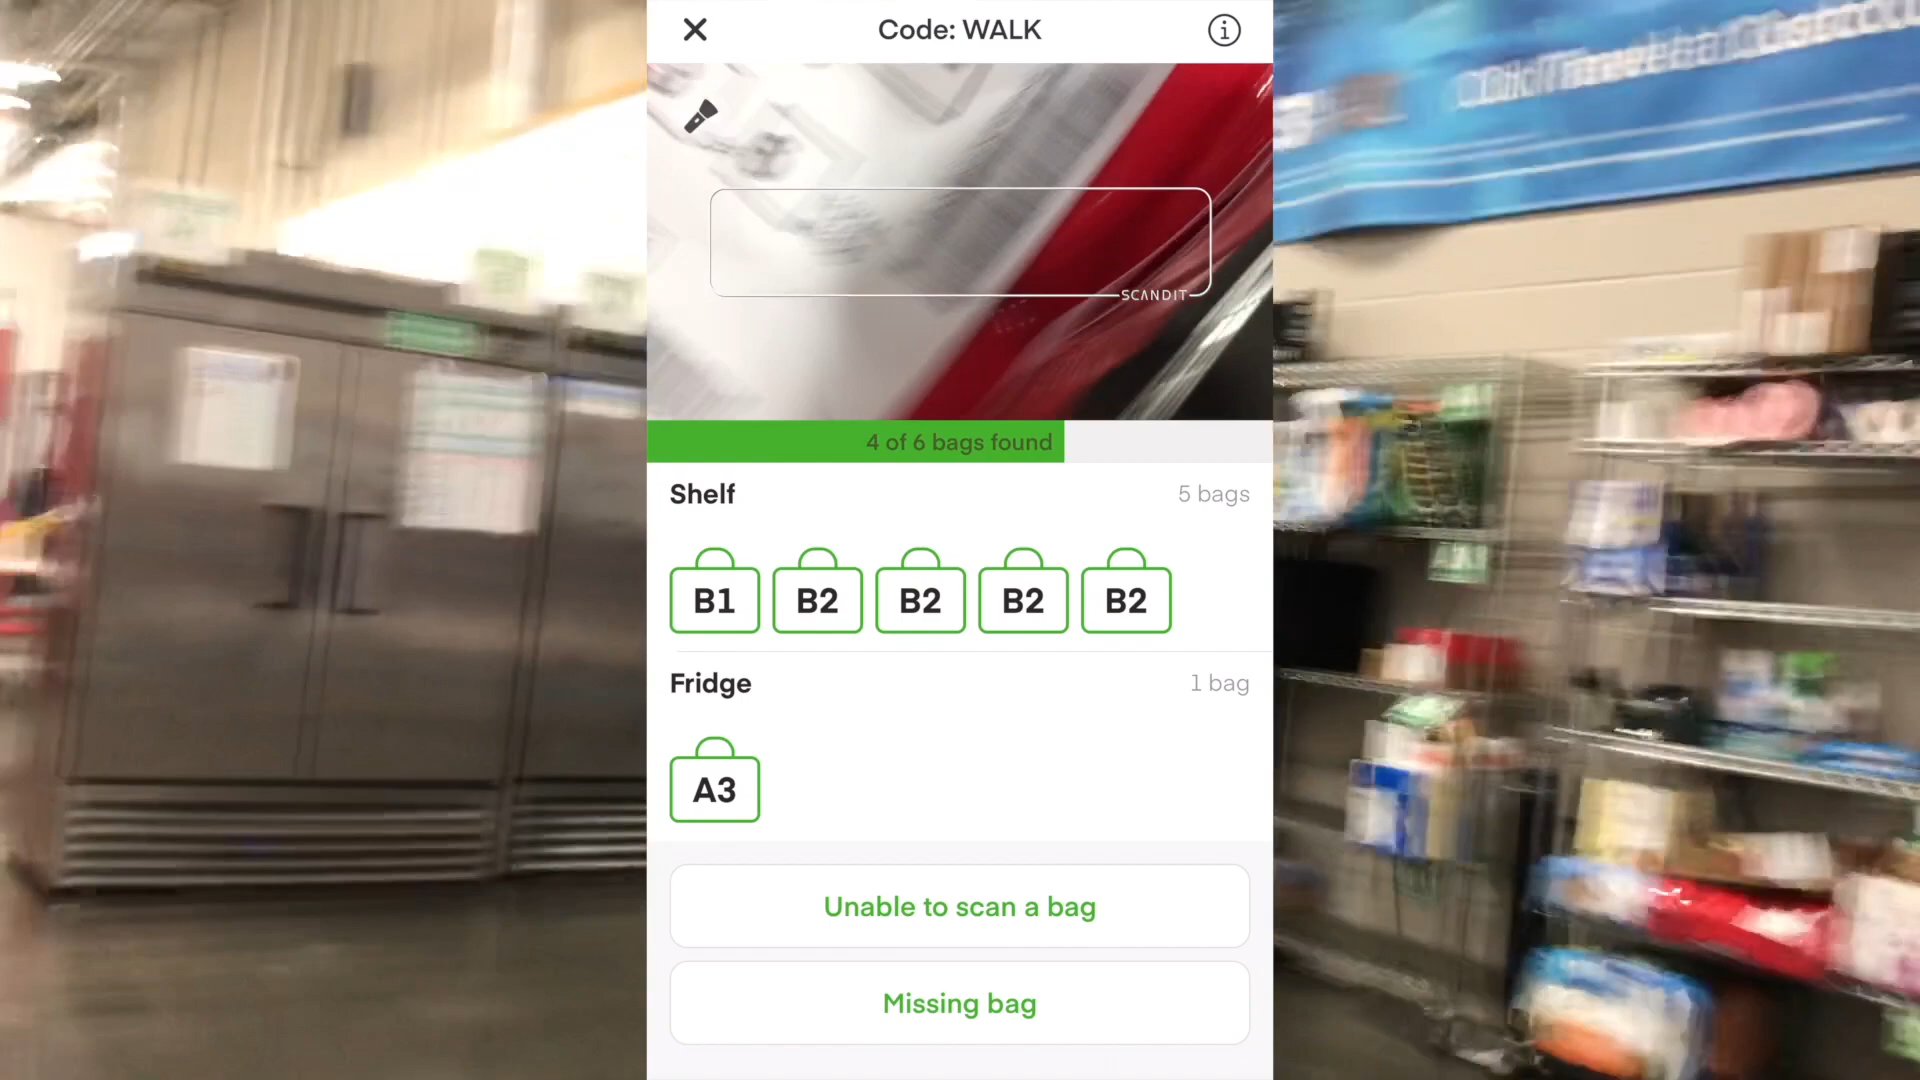 Code: WALK
SCANDIT
4 of 6 bags found
Shelf
5 bags
B1
B2
B2
B2
B2
Fridge
1 bag
A3
Unable to scan a bag
Missing bag